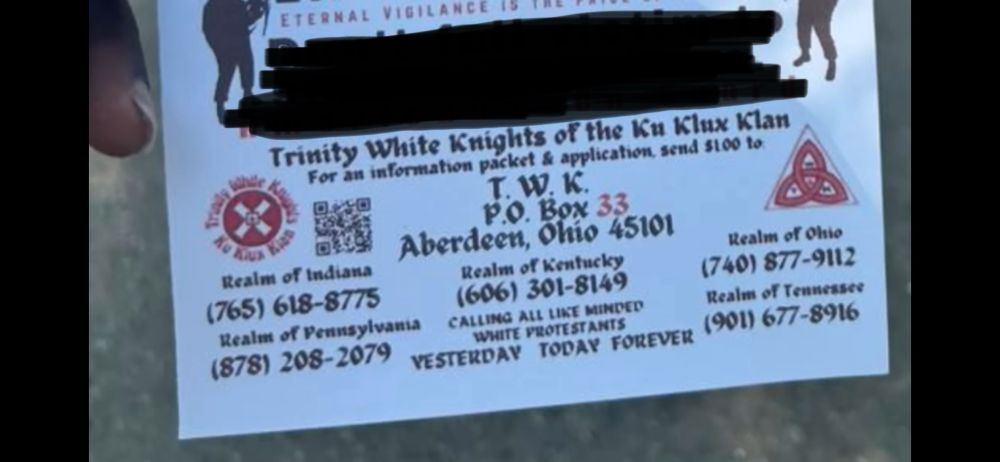 ETERNAL VIGILANCE IS THE PRICE
Trinity White Knights of the Ku Klux Klan
For an information packet & application, send $1.00 to:
T. W. K.
P.O. Box 33
Aberdeen, Ohio 45101
Trinity White Knights
Ku Klux Klan
Realm of Indiana
(765) 618-8775
Realm of Pennsylvania
(878) 208-2079
Realm of Kentucky
(606) 301-8149
CALLING ALL LIKE MINDED
WHITE PROTESTANTS
YESTERDAY TODAY FOREVER
Realm of Ohio
(740) 877-9112
Realm of Tennessee
(901) 677-8916